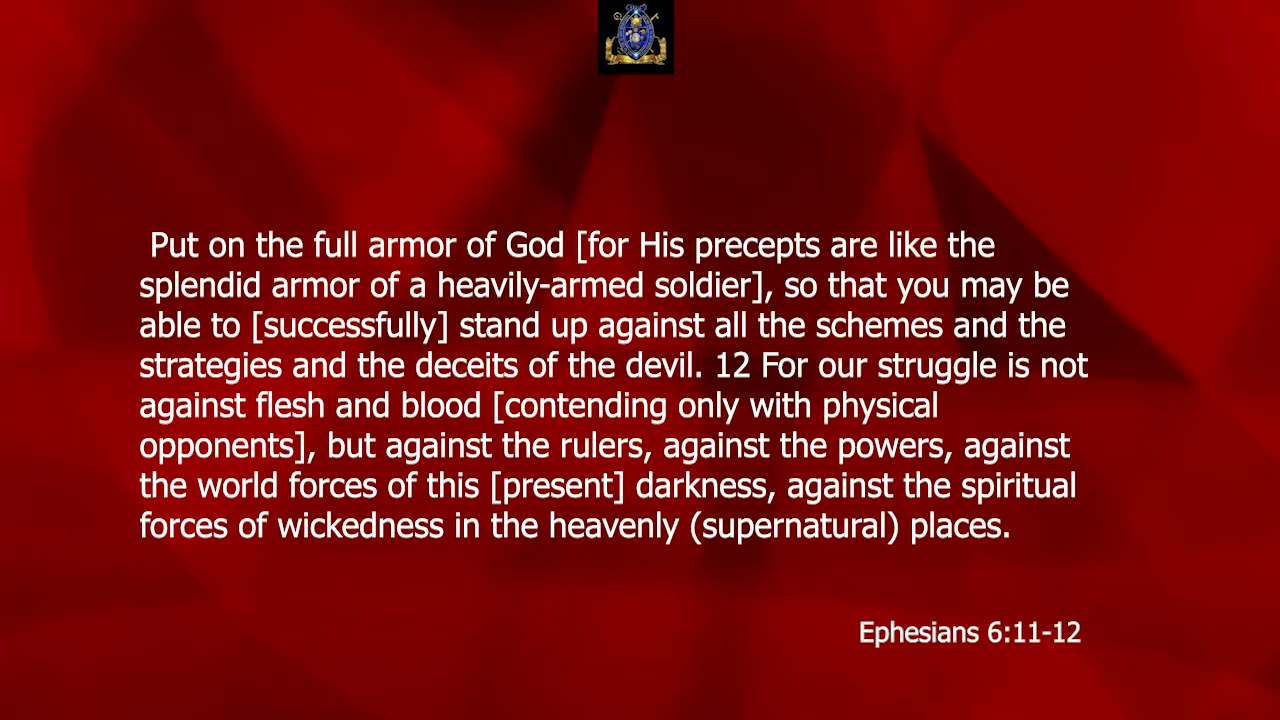 Put on the full armor of God [for His precepts are like the
splendid armor of a heavily-armed soldier], so that you may be
able to [successfully] stand up against all the schemes and the
strategies and the deceits of the devil. 12 For our struggle is not
against flesh and blood [contending only with physical
opponents], but against the rulers, against the powers, against
the world forces of this [present] darkness, against the spiritual
forces of wickedness in the heavenly (supernatural) places.
Ephesians 6:11-12